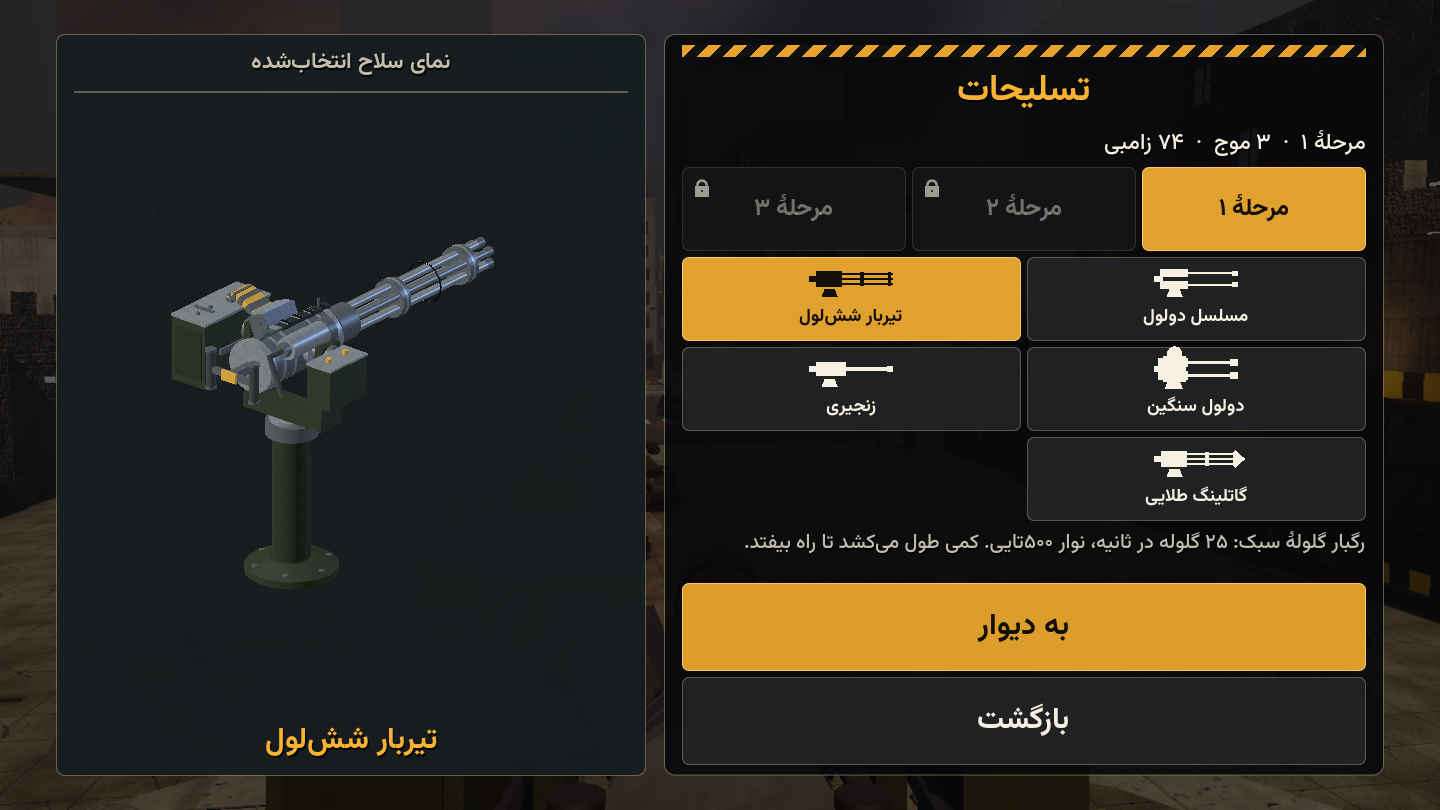 تسلیحات
مرحلهٔ ۱ · ۳ موج · ۷۴ زامبی
مرحلهٔ ۱
مرحلهٔ ۲
مرحلهٔ ۳
مسلسل دولول
تیربار شش‌لول
دولول سنگین
زنجیری
گاتلینگ طلایی
رگبار گلولهٔ سبک: ۲۵ گلوله در ثانیه، نوار ۵۰۰تایی. کمی طول می‌کشد تا راه بیفتد.
به دیوار
بازگشت
نمای سلاح انتخاب‌شده
تیربار شش‌لول